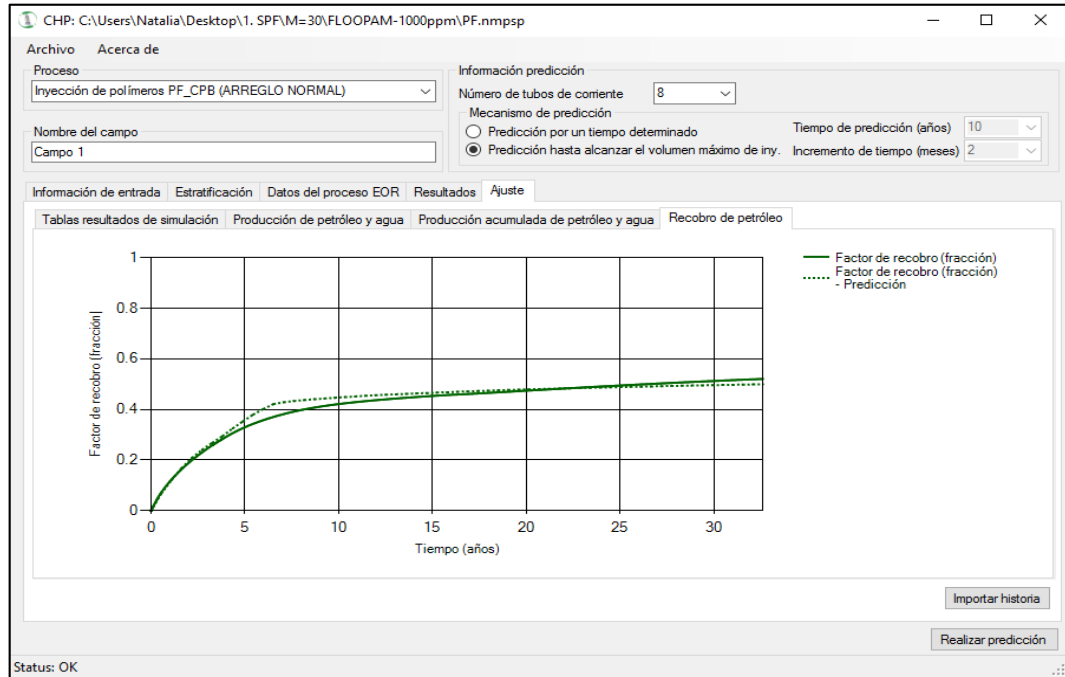 CHP: C:\Users\Natalia\Desktop\1. SPF\M=30\FLOOPAM-1000ppm\PF.nmpsp
Archivo Acerca de
Proceso
Inyección de polímeros PF_CPB (ARREGLO NORMAL)
Nombre del campo
Campo 1
Información predicción
Número de tubos de corriente 8
Mecanismo de predicción
Predicción por un tiempo determinado
Predicción hasta alcanzar el volumen máximo de iny.
Tiempo de predicción (años) 10
Incremento de tiempo (meses) 2
Información de entrada Estratificación Datos del proceso EOR Resultados Ajuste
Tablas resultados de simulación Producción de petróleo y agua Producción acumulada de petróleo y agua Recobro de petróleo
Factor de recobro (fracción)
1
0.8
0.6
0.4
0.2
0
0 5 10 15 20 25 30
Tiempo (años)
Factor de recobro (fracción)
Factor de recobro (fracción)
- Predicción
Importar historia
Realizar predicción
Status: OK